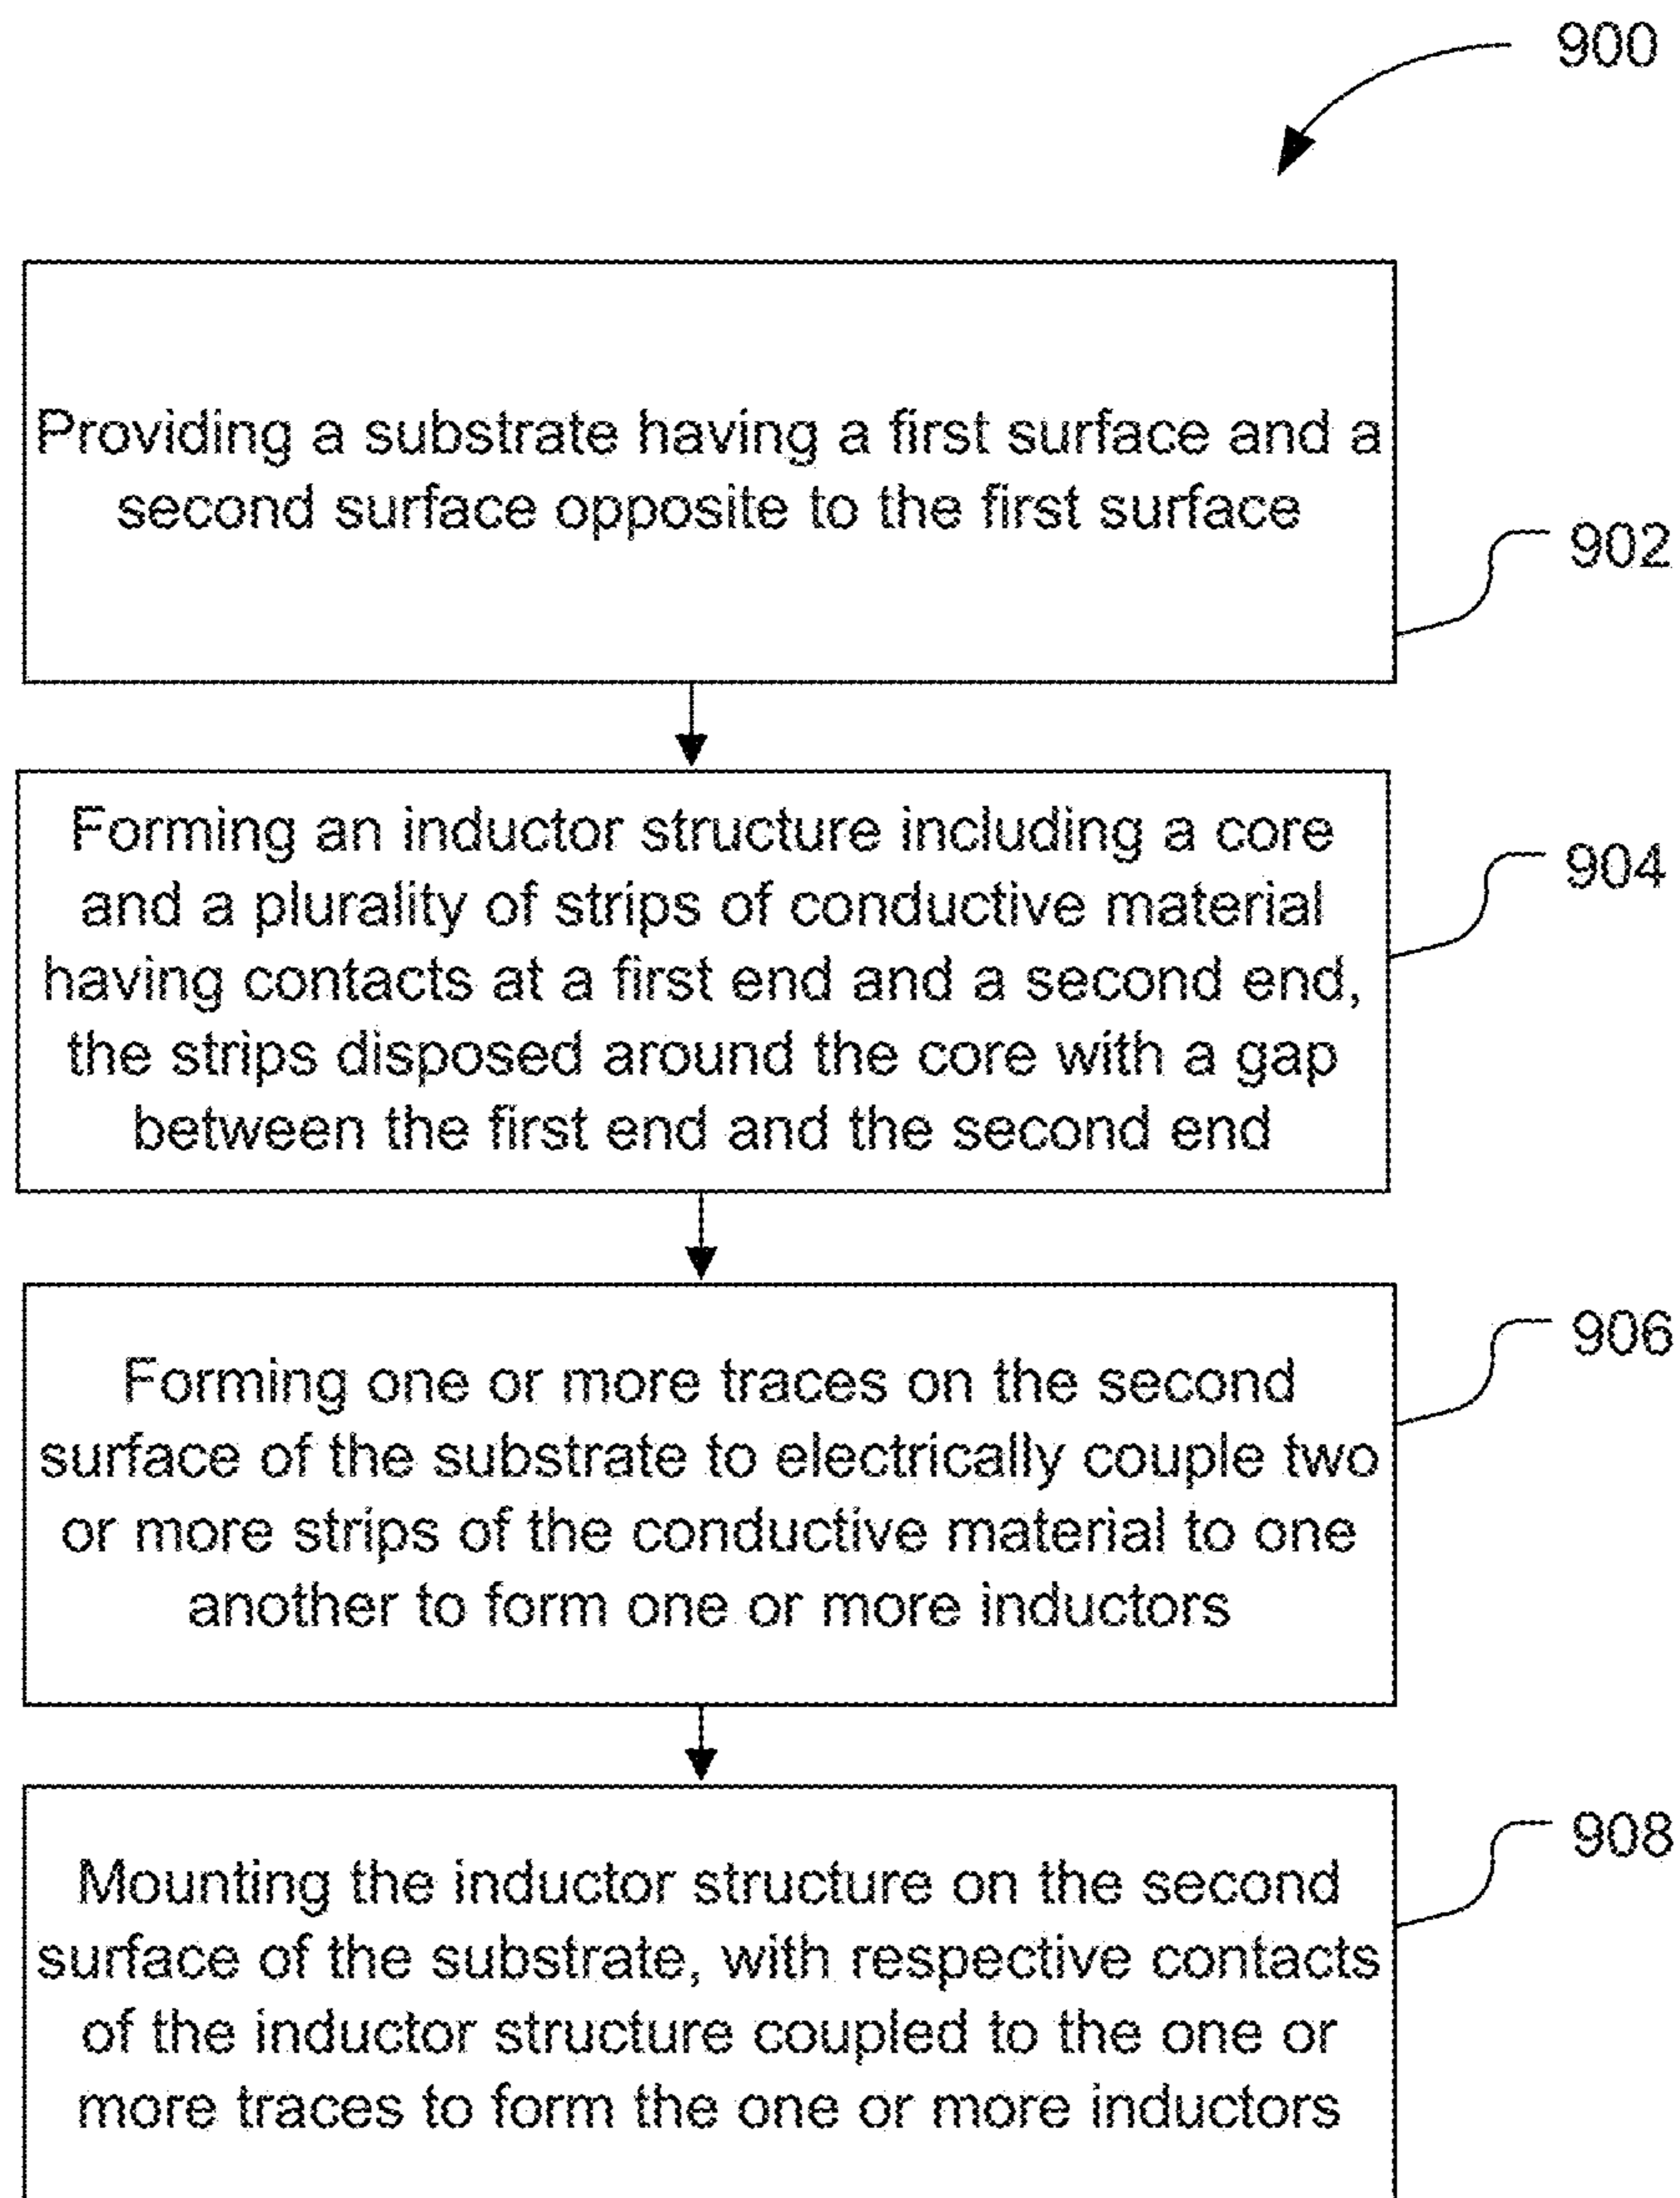 900
Providing a substrate having a first surface and a
second surface opposite to the first surface
902
Forming an inductor structure including a core
and a plurality of strips of conductive material
having contacts at a first end and a second end,
the strips disposed around the core with a gap
between the first end and the second end
904
Forming one or more traces on the second
surface of the substrate to electrically couple two
or more strips of the conductive material to one
another to form one or more inductors
906
Mounting the inductor structure on the second
surface of the substrate, with respective contacts
of the inductor structure coupled to the one or
more traces to form the one or more inductors
908